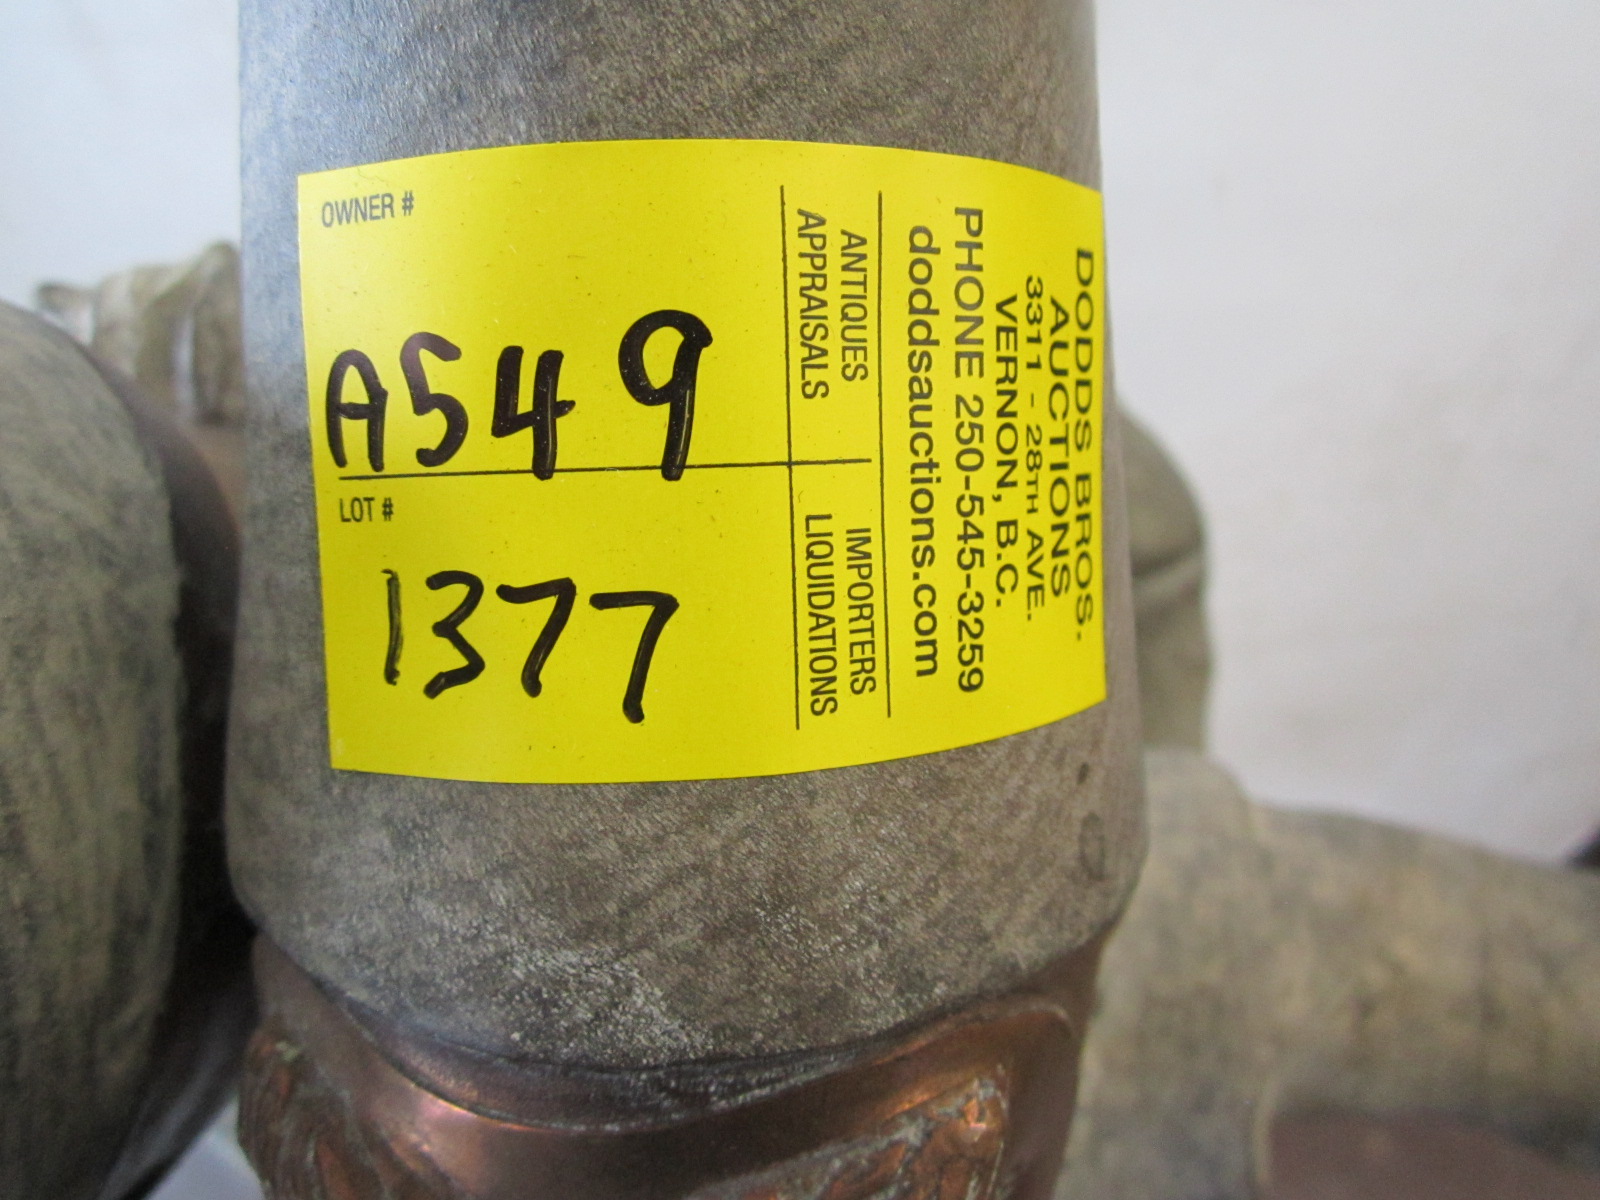 OWNER #
A549
LOT #
1377
DODDS BROS.
AUCTIONS
3311 - 28TH AVE.
VERNON, B.C.
PHONE 250-545-3259
doddsauctions.com
ANTIQUES
APPRAISALS
IMPORTERS
LIQUIDATIONS